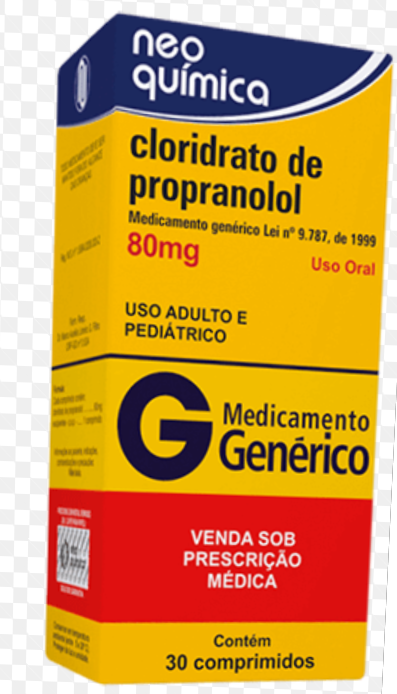 neo
química
cloridrato de
propranolol
Medicamento genérico Lei nº 9.787, de 1999
80mg
Uso Oral
USO ADULTO E
PEDIÁTRICO
G Medicamento
Genérico
VENDA SOB
PRESCRIÇÃO
MÉDICA
Contém
30 comprimidos